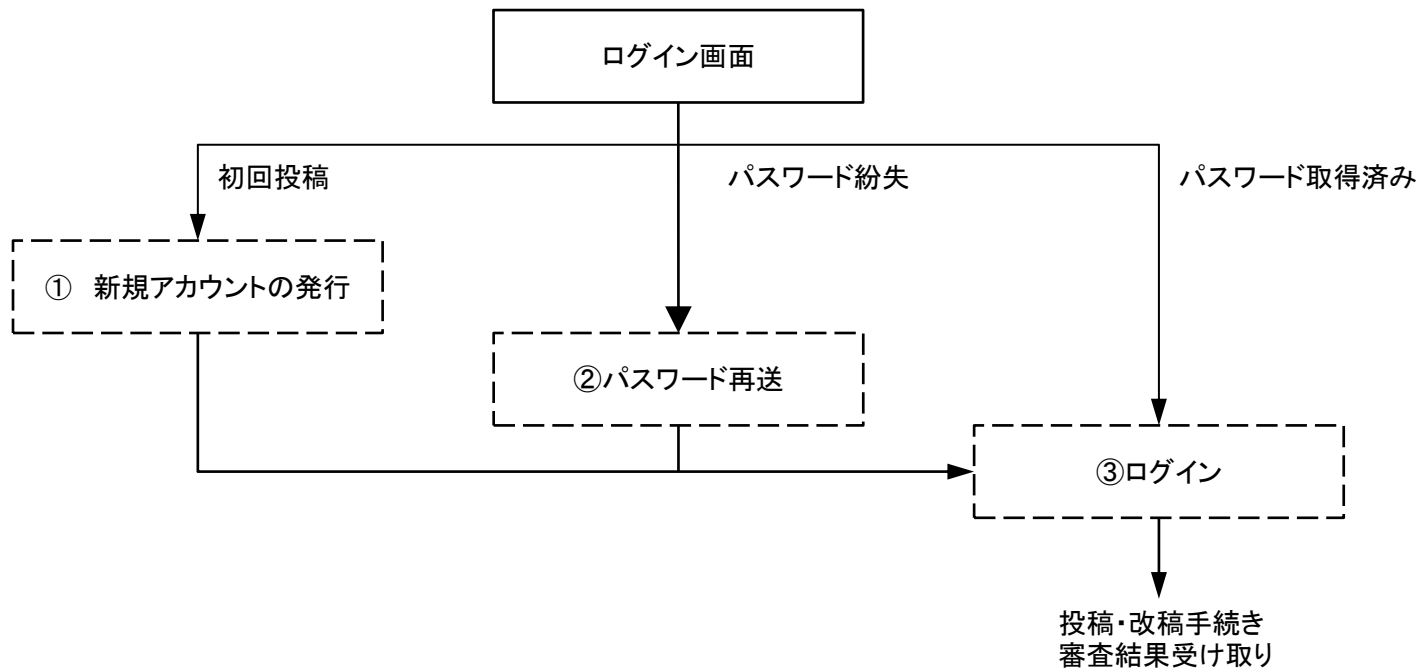 ログイン画面
初回投稿
パスワード紛失
パスワード取得済み
① 新規アカウントの発行
②パスワード再送
③ログイン
投稿・改稿手続き
審査結果受け取り